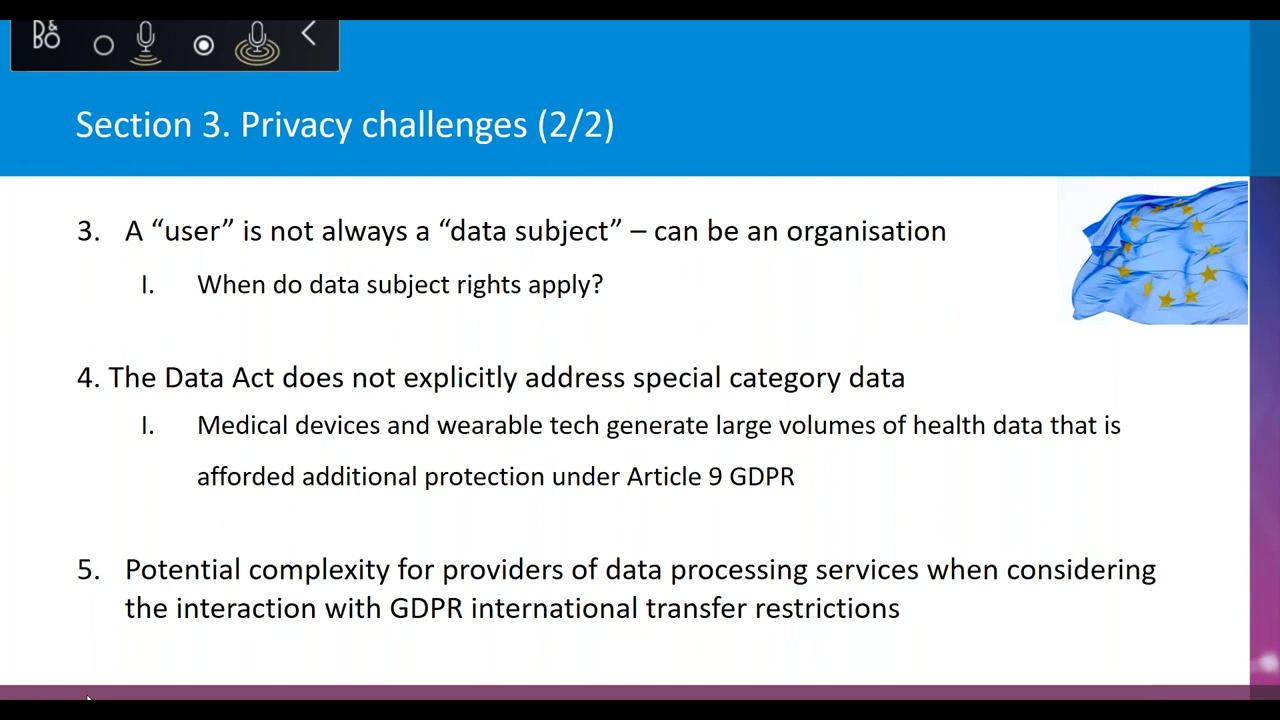 B&
BO
Section 3. Privacy challenges (2/2)
3. A “user” is not always a “data subject” – can be an organisation
I. When do data subject rights apply?
4. The Data Act does not explicitly address special category data
I. Medical devices and wearable tech generate large volumes of health data that is
afforded additional protection under Article 9 GDPR
5. Potential complexity for providers of data processing services when considering
the interaction with GDPR international transfer restrictions